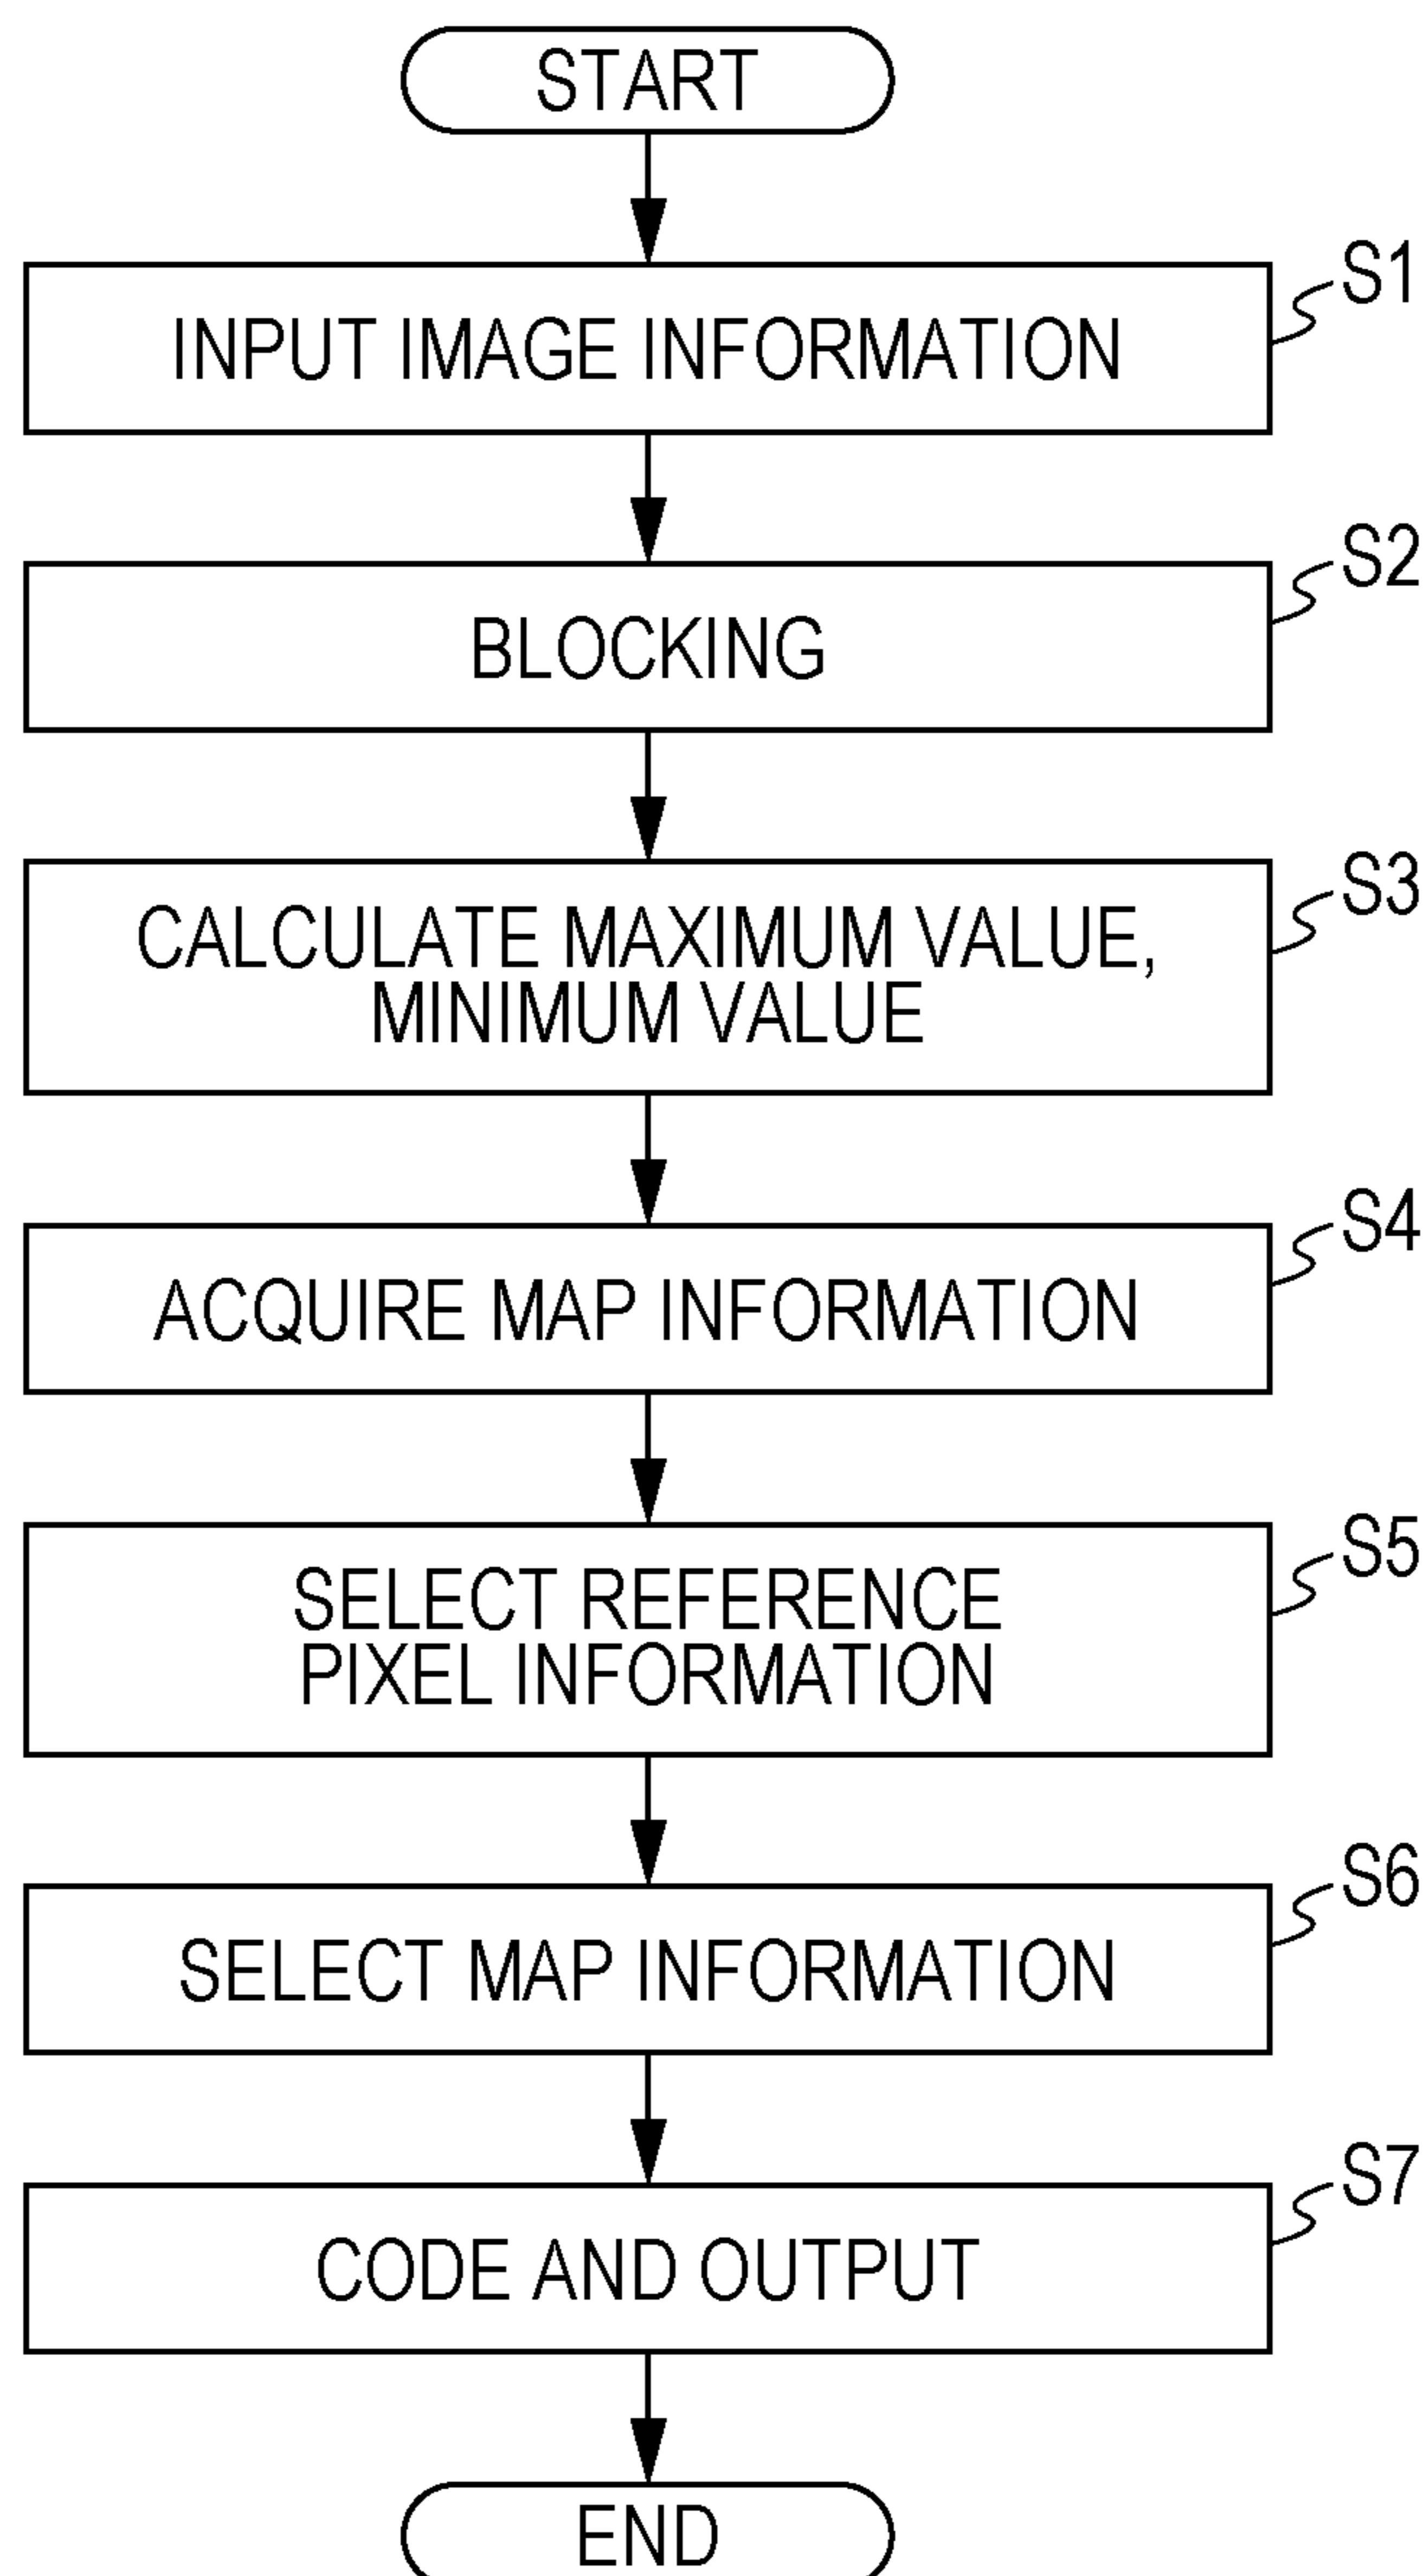 START
S1
INPUT IMAGE INFORMATION
S2
BLOCKING
S3
CALCULATE MAXIMUM VALUE,
MINIMUM VALUE
S4
ACQUIRE MAP INFORMATION
S5
SELECT REFERENCE
PIXEL INFORMATION
S6
SELECT MAP INFORMATION
S7
CODE AND OUTPUT
END